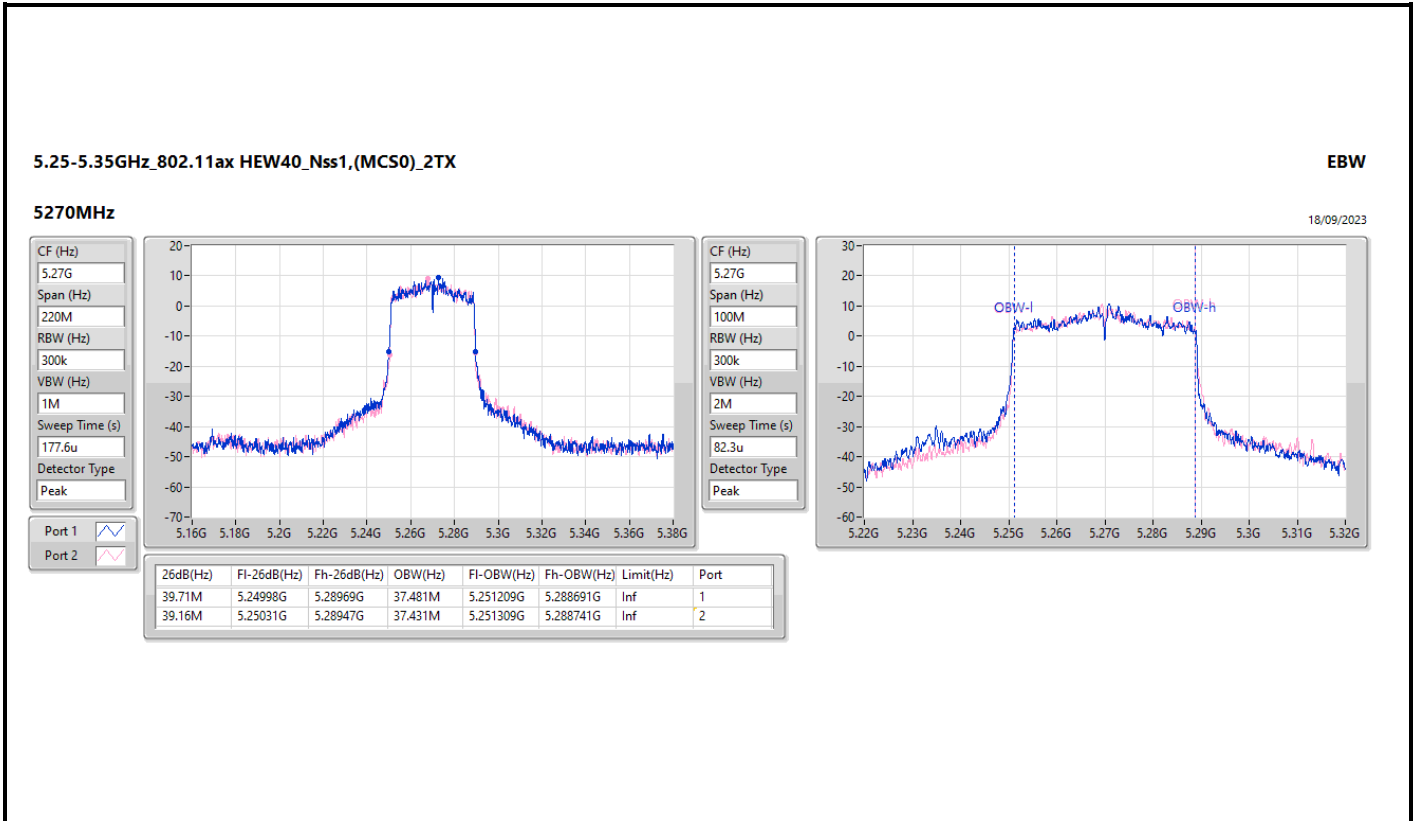 5.25-5.35GHz_802.11ax HEW40_Nss1,(MCS0)_2TX
EBW
5270MHz
18/09/2023
CF (Hz)
5.27G
Span (Hz)
220M
RBW (Hz)
300k
VBW (Hz)
1M
Sweep Time (s)
177.6u
Detector Type
Peak
Port 1
Port 2
20
10
0
-10
-20
-30
-40
-50
-60
-70
5.16G 5.18G 5.2G 5.22G 5.24G 5.26G 5.28G 5.3G 5.32G 5.34G 5.36G 5.38G
CF (Hz)
5.27G
Span (Hz)
100M
RBW (Hz)
300k
VBW (Hz)
2M
Sweep Time (s)
82.3u
Detector Type
Peak
30
20
10
0
-10
-20
-30
-40
-50
-60
OBW-l
OBW-h
5.22G 5.23G 5.24G 5.25G 5.26G 5.27G 5.28G 5.29G 5.3G 5.31G 5.32G
26dB(Hz) Fl-26dB(Hz) Fh-26dB(Hz) OBW(Hz) Fl-OBW(Hz) Fh-OBW(Hz) Limit(Hz) Port
39.71M 5.24998G 5.28969G 37.481M 5.251209G 5.288691G Inf 1
39.16M 5.25031G 5.28947G 37.431M 5.251309G 5.288741G Inf 2